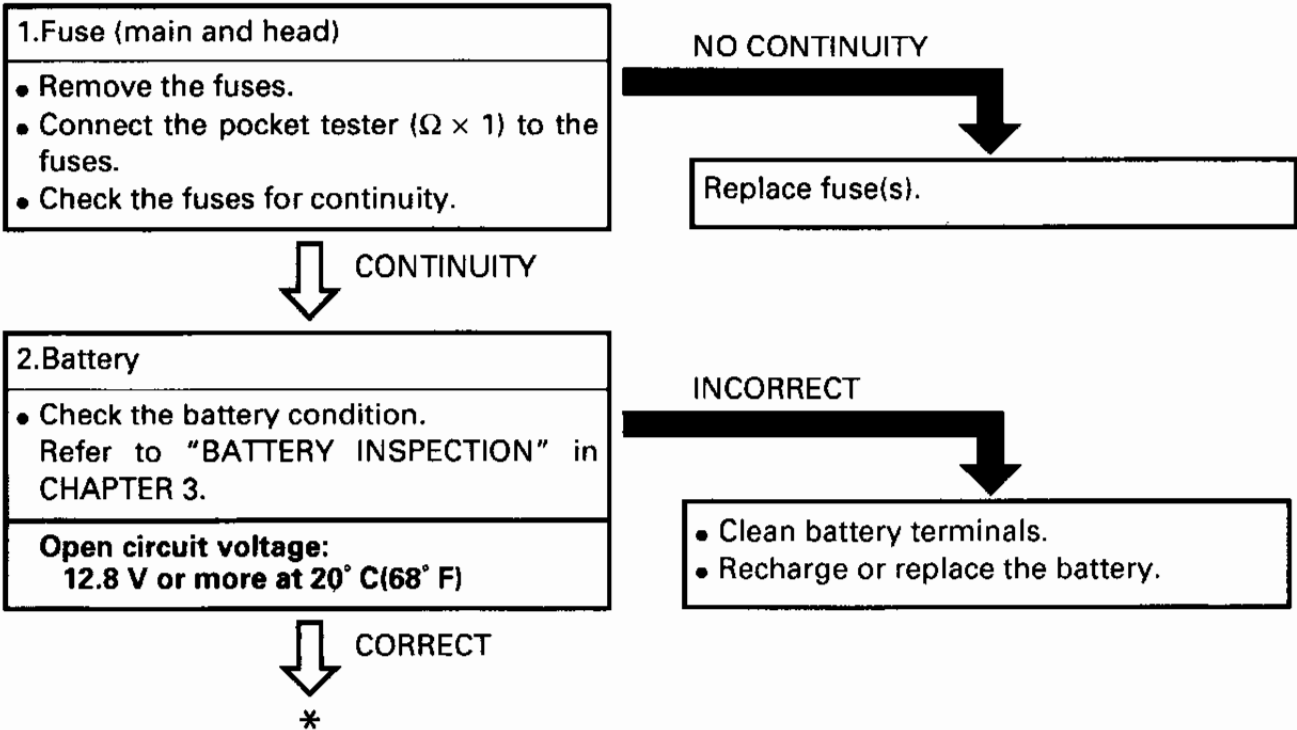 1.Fuse (main and head)
• Remove the fuses.
• Connect the pocket tester (Ω × 1) to the
fuses.
• Check the fuses for continuity.
NO CONTINUITY
Replace fuse(s).
CONTINUITY
2.Battery
• Check the battery condition.
Refer to "BATTERY INSPECTION" in
CHAPTER 3.
Open circuit voltage:
12.8 V or more at 20° C(68° F)
INCORRECT
• Clean battery terminals.
• Recharge or replace the battery.
CORRECT
*